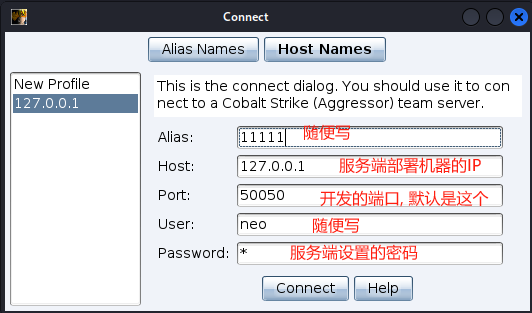 Connect
Alias Names
Host Names
New Profile
127.0.0.1
This is the connect dialog. You should use it to con
nect to a Cobalt Strike (Aggressor) team server.
Alias: 11111 随便写
Host: 127.0.0.1 服务端部署机器的IP
Port: 50050 开发的端口, 默认是这个
User: neo 随便写
Password: * 服务端设置的密码
Connect
Help